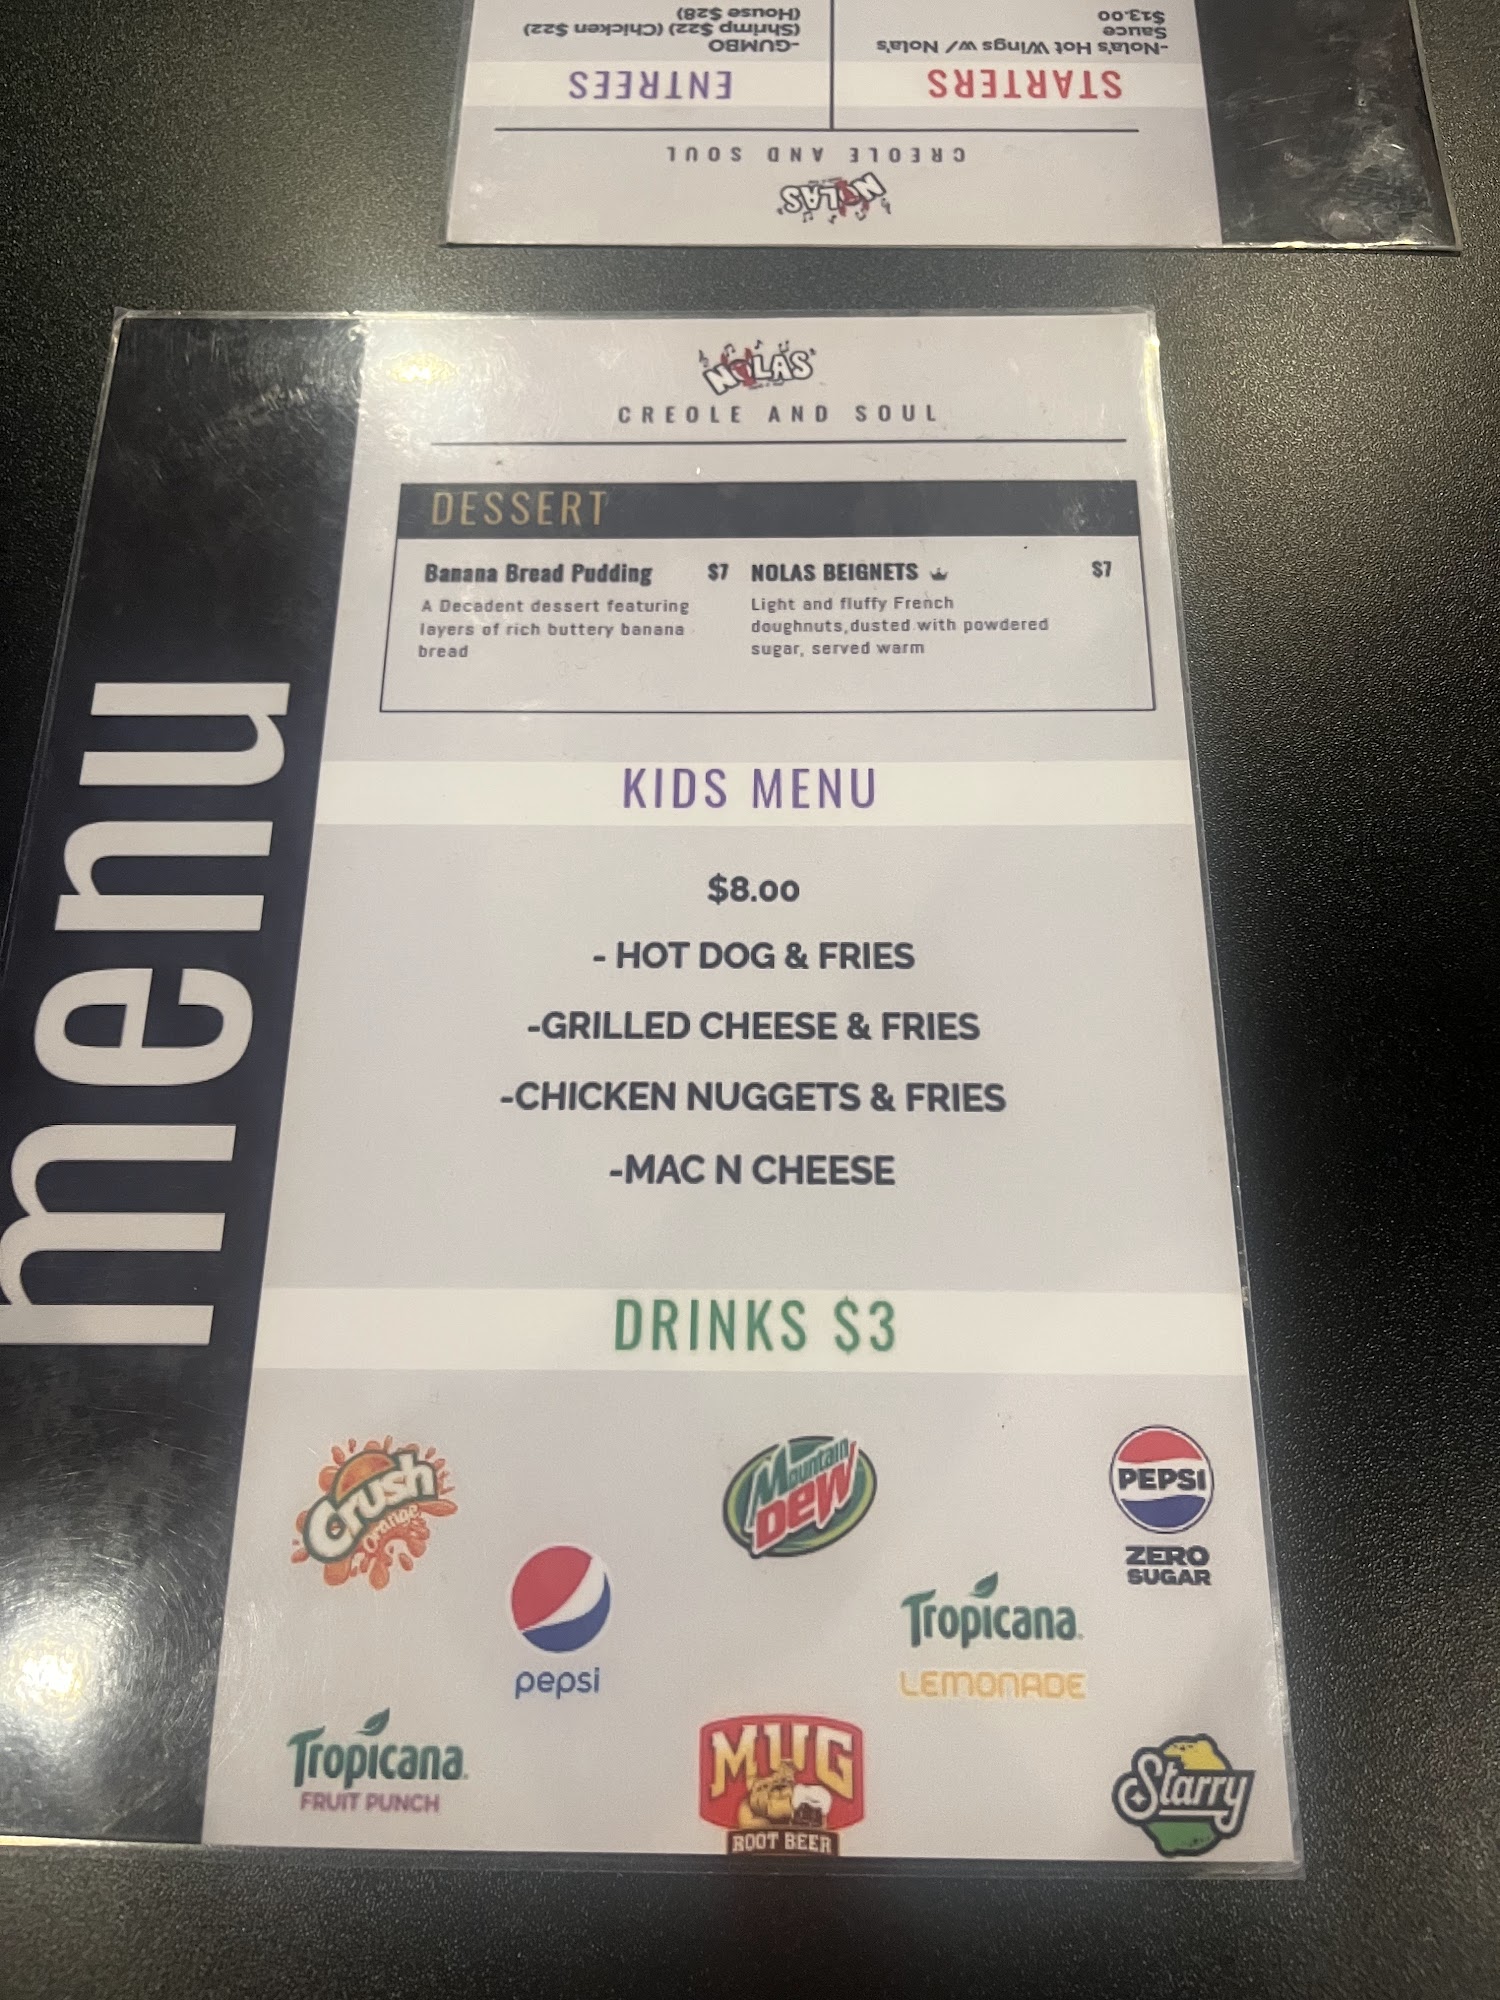 -GUMBO
(Shrimp $22) (Chicken $22)
(House $28)
-Nola's Hot Wings w/ Nola's
Sauce
$13.00
ENTREES
STARTERS
CREOLE AND SOUL
NOLAS'
NOLAS'
CREOLE AND SOUL
DESSERT
Banana Bread Pudding $7
A Decadent dessert featuring
layers of rich buttery banana
bread
NOLAS BEIGNETS $7
Light and fluffy French
doughnuts,dusted with powdered
sugar, served warm
menu
KIDS MENU
$8.00
- HOT DOG & FRIES
-GRILLED CHEESE & FRIES
-CHICKEN NUGGETS & FRIES
-MAC N CHEESE
DRINKS $3
Crush
Orange
pepsi
Mountain
DEW
PEPSI
ZERO
SUGAR
Tropicana
LEMONADE
Tropicana
FRUIT PUNCH
MUG
ROOT BEER
Starry